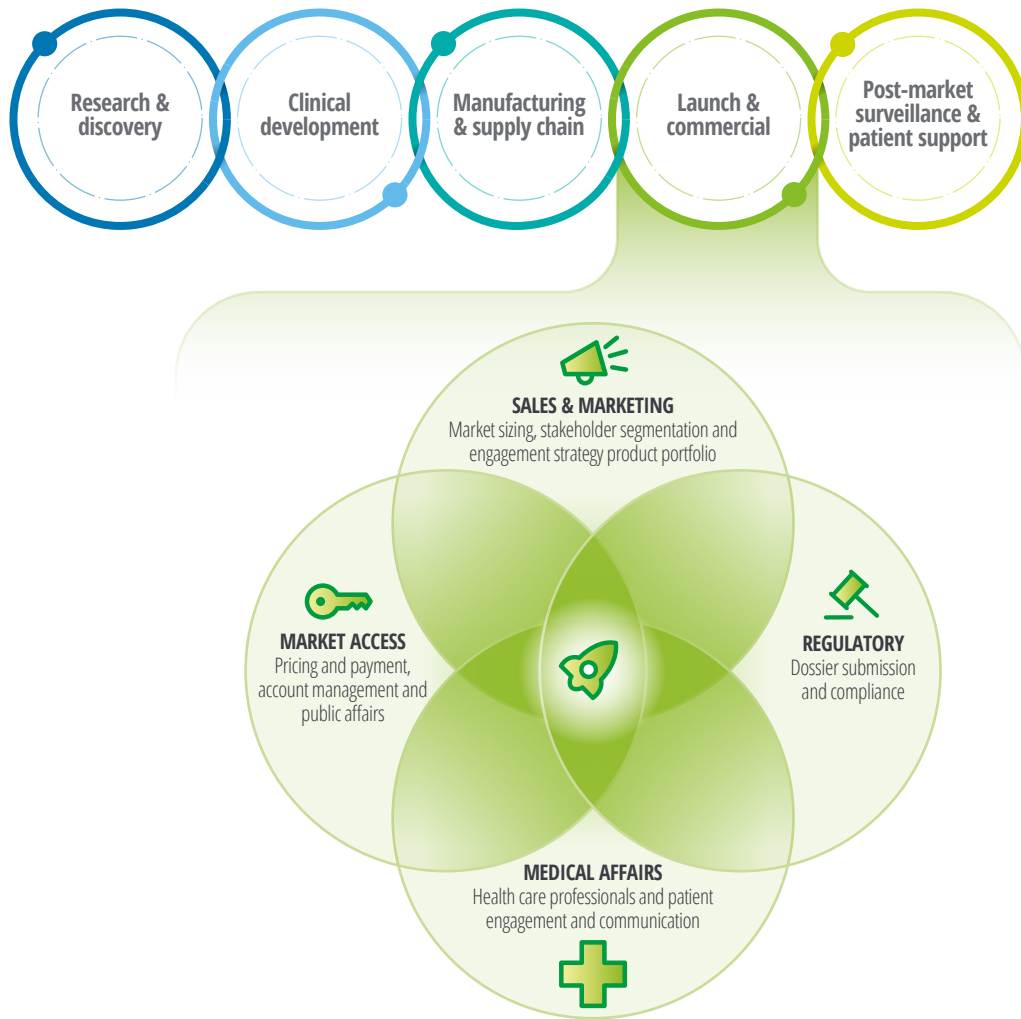 Research &
discovery
Clinical
development
Manufacturing
& supply chain
Launch &
commercial
Post-market
surveillance &
patient support
SALES & MARKETING
Market sizing, stakeholder segmentation and
engagement strategy product portfolio
MARKET ACCESS
Pricing and payment,
account management and
public affairs
REGULATORY
Dossier submission
and compliance
MEDICAL AFFAIRS
Health care professionals and patient
engagement and communication